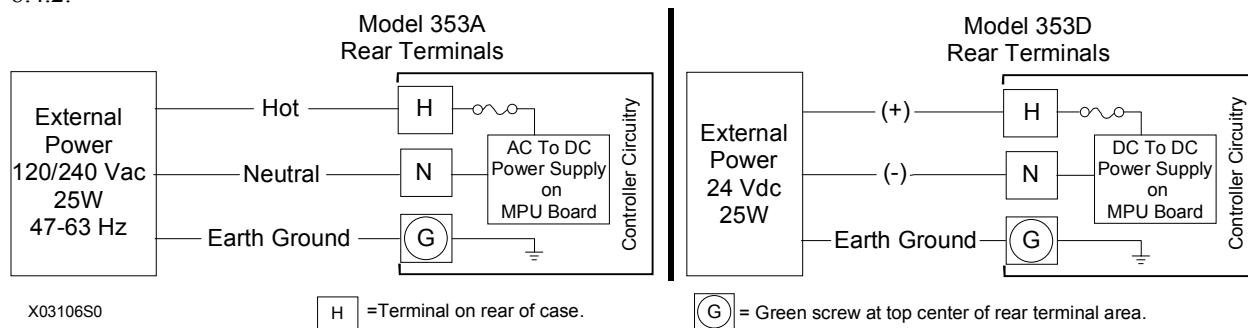 Model 353A
Rear Terminals
External
Power
120/240 Vac
25W
47-63 Hz
Hot
Neutral
Earth Ground
H
N
G
AC To DC
Power Supply
on
MPU Board
Controller Circuitry
Model 353D
Rear Terminals
External
Power
24 Vdc
25W
(+)
(-)
Earth Ground
H
N
G
DC To DC
Power Supply
on
MPU Board
Controller Circuitry
X03106S0
H =Terminal on rear of case.
G = Green screw at top center of rear terminal area.